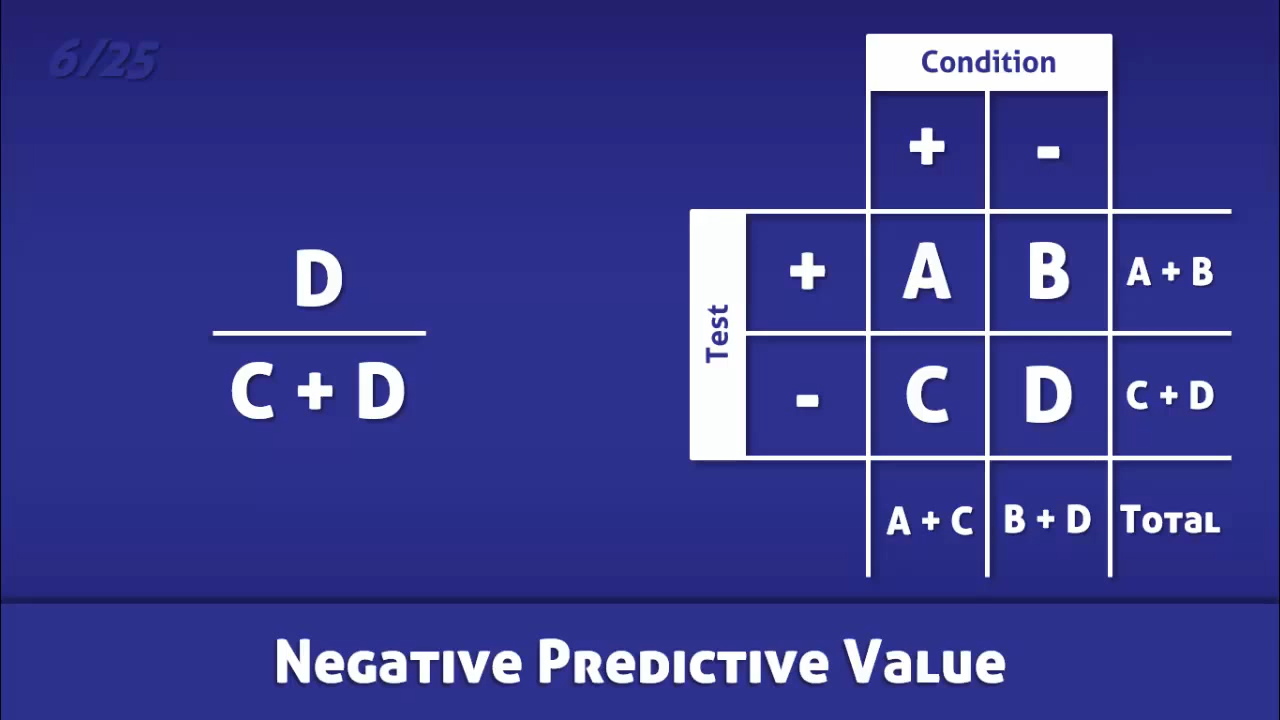 6/25
Condition
+ -
Test
+ A B A + B
- C D C + D
A + C B + D Total
D
C + D
Negative Predictive Value